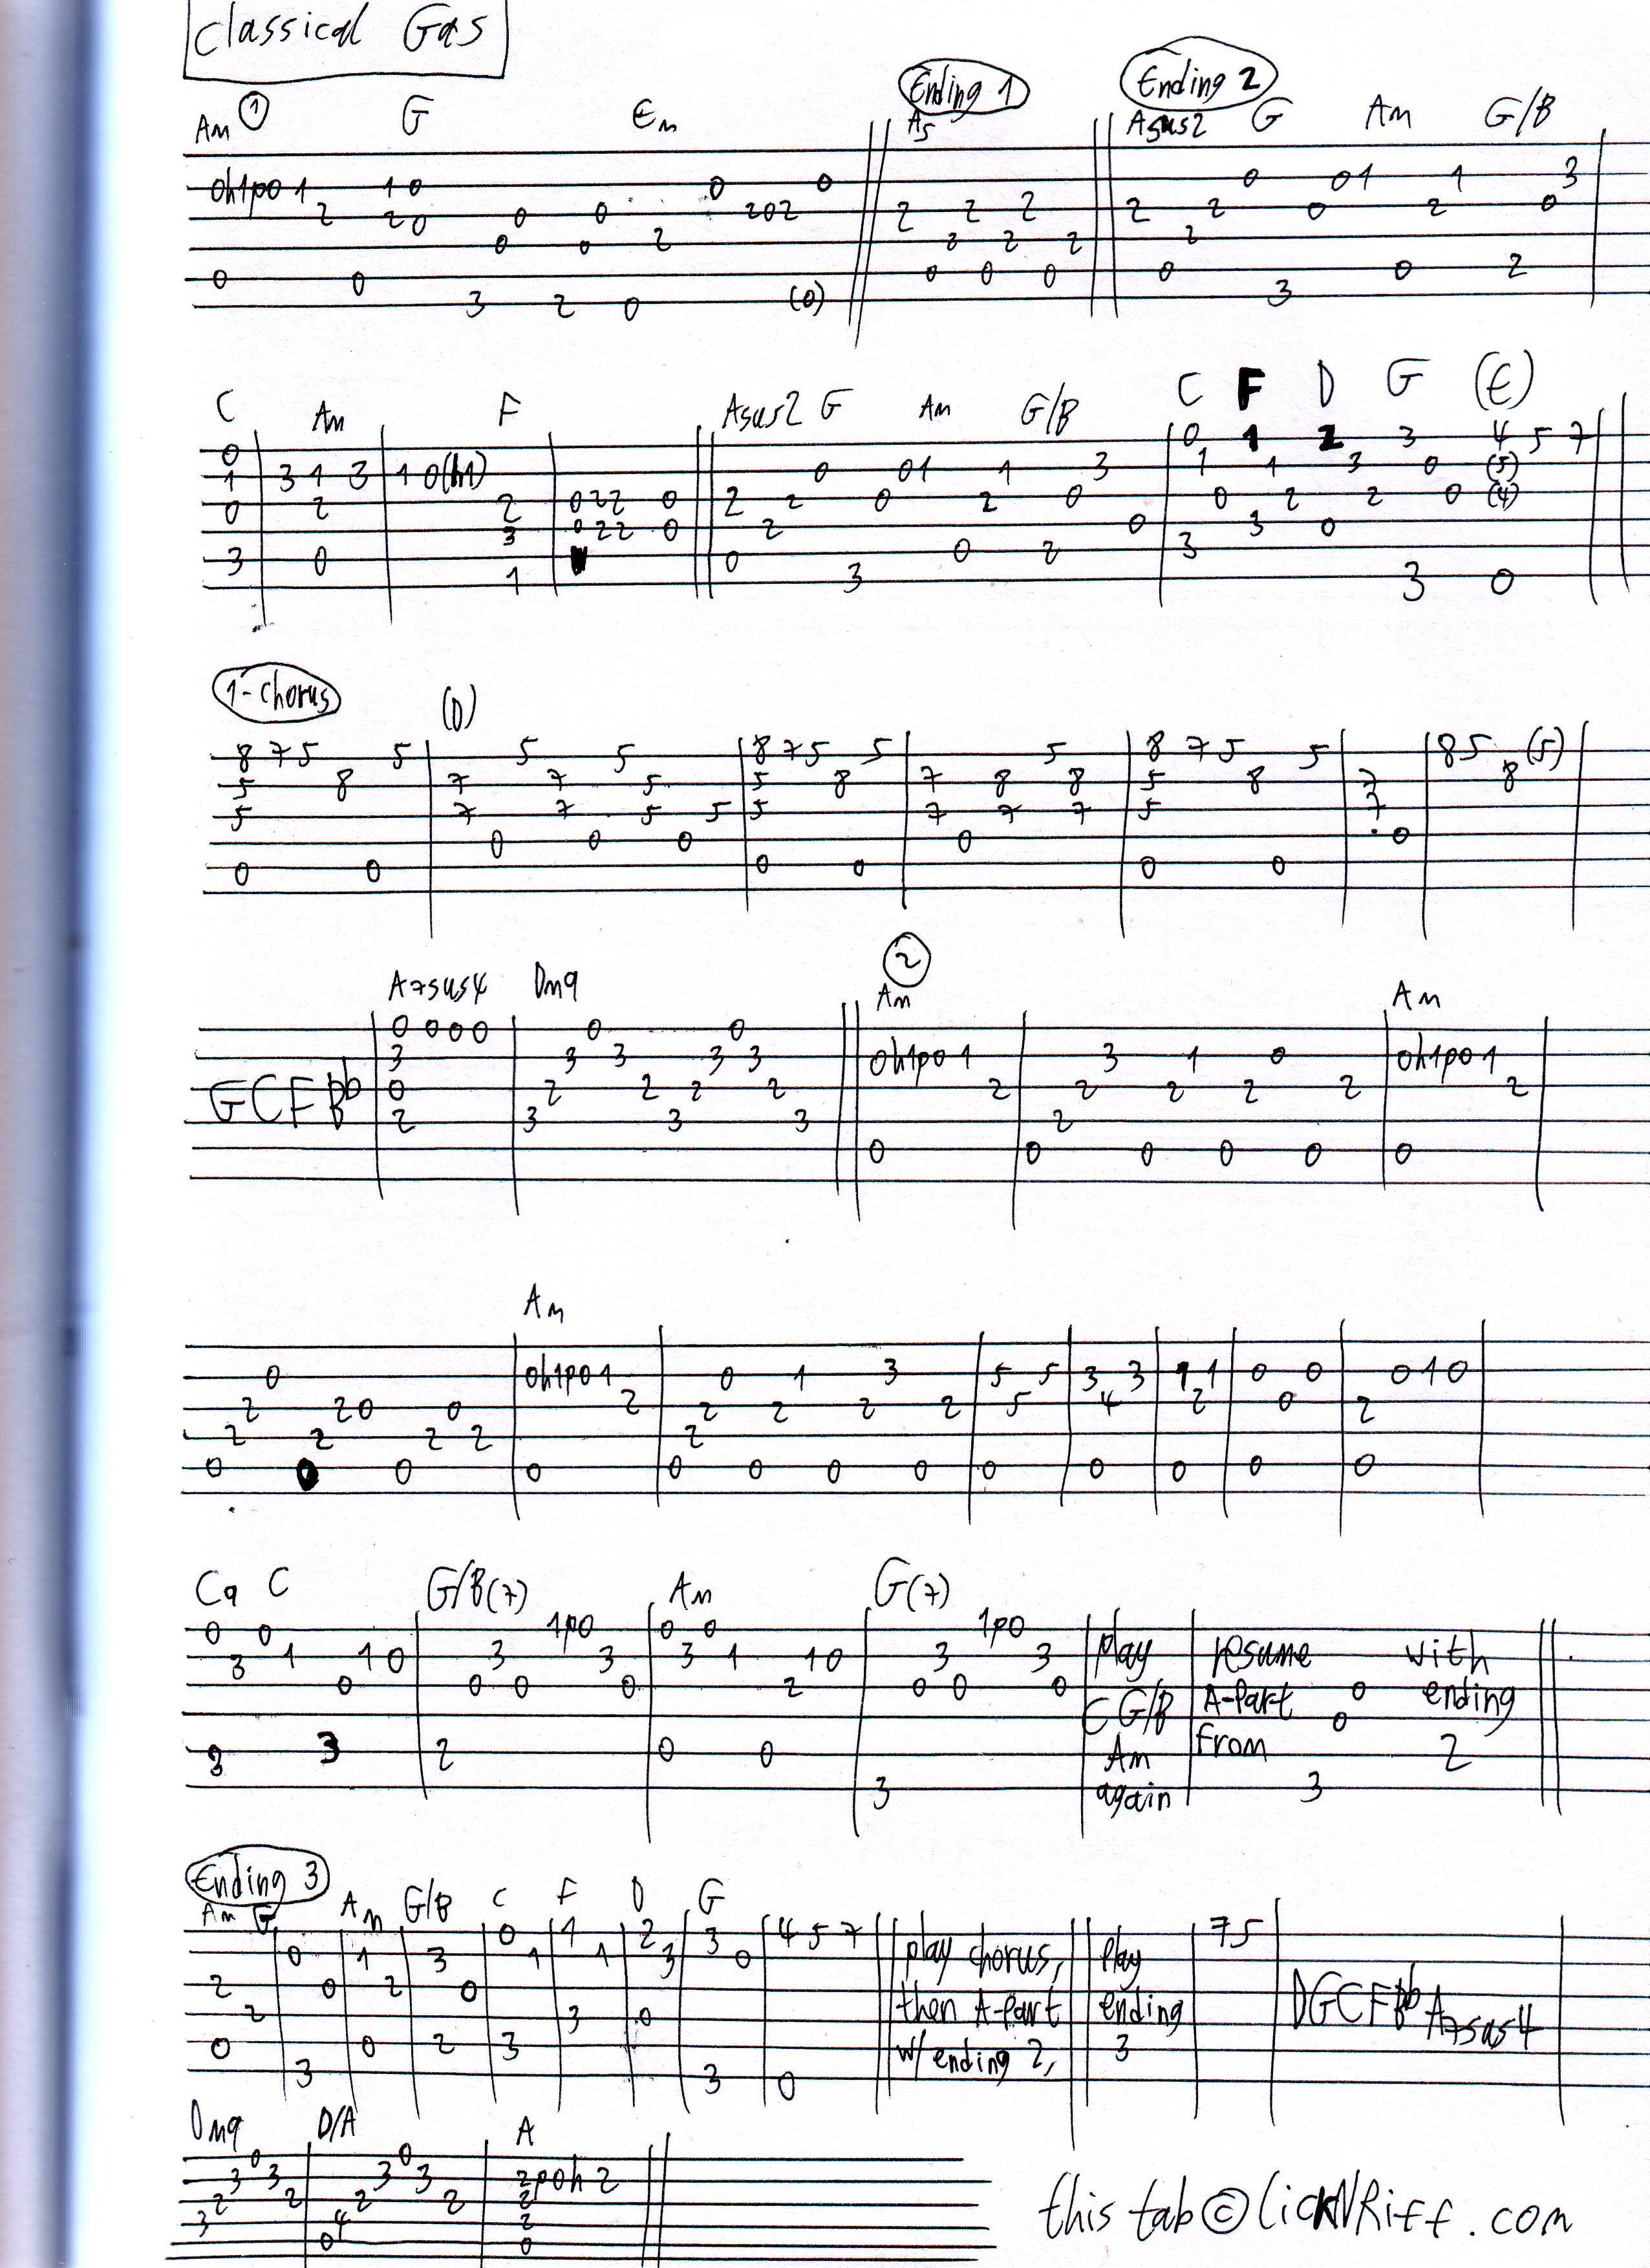 Classical Gas
Ending 1 Ending 2
Am 1 G Em A5 Asus2 G Am G/B
0h1p0 1 1 0 0 0 0 01 1 3
2 2 0 0 0 202 2 2 2 2 2 0 2 0
0 0 2 2 2 2 2
0 0 0 0 0 0 0 2
3 2 0 (0) 3
C Am F Asus2 G Am G/B C F D G (E)
0 0 1 2 3 4 5 7
1 3 1 3 1 0(h1) 0 01 1 3 1 1 3 0 (5)
0 2 2 022 0 2 2 0 2 0 0 2 2 0 (4)
3 022 0 2 0 3 0
3 0 0 0 2 3
1 3 3 0
1-Chorus (D)
8 7 5 5 5 5 8 7 5 5 5 8 7 5 5 8 5 (5)
5 8 7 7 5 5 8 7 8 8 5 8 7 8
5 7 7 5 5 5 7 7 7 5 7
0 0 0 0 0
0 0 0 0 0 0
2
A7sus4 Dm9 Am Am
0 0 0 0 0 0
3 3 3 3 3 0h1p0 1 3 1 0 0h1p0 1
GCFBb 0 2 2 2 2 2 2 2 2 2 2
2 3 3 3 2
0 0 0 0 0 0
Am
0 0h1p0 1 0 1 3 5 5 3 3 1 1 0 0 0 1 0
2 2 0 0 2 2 2 2 2 5 4 2 0 2
2 2 2 2 2
0 0 0 0 0 0 0 0 0 0 0 0 0
C9 C G/B(7) Am G(7)
0 0 1p0 0 0 1p0
3 1 1 0 3 3 3 1 1 0 3 3 play resume with
0 0 0 0 2 0 0 0 C G/B A-Part 0 ending
0
3 3 2 0 0 Am from 2
3 again 3
Ending 3
Am G Am G/B C F D G
0 1 2 3 4 5 7 7 5
0 1 3 1 1 3 0 play chorus, Play
2 0 2 0 then A-Part ending DGCFBb A7sus4
2 3 0
0 0 2 3 w/ ending 2, 3
3 3 0
Dm9 D/A A
0 0
3 3 3 3 2p0h2
2 2 2 2 2
3 4 2
0 0
this tab © LickNRiff.com